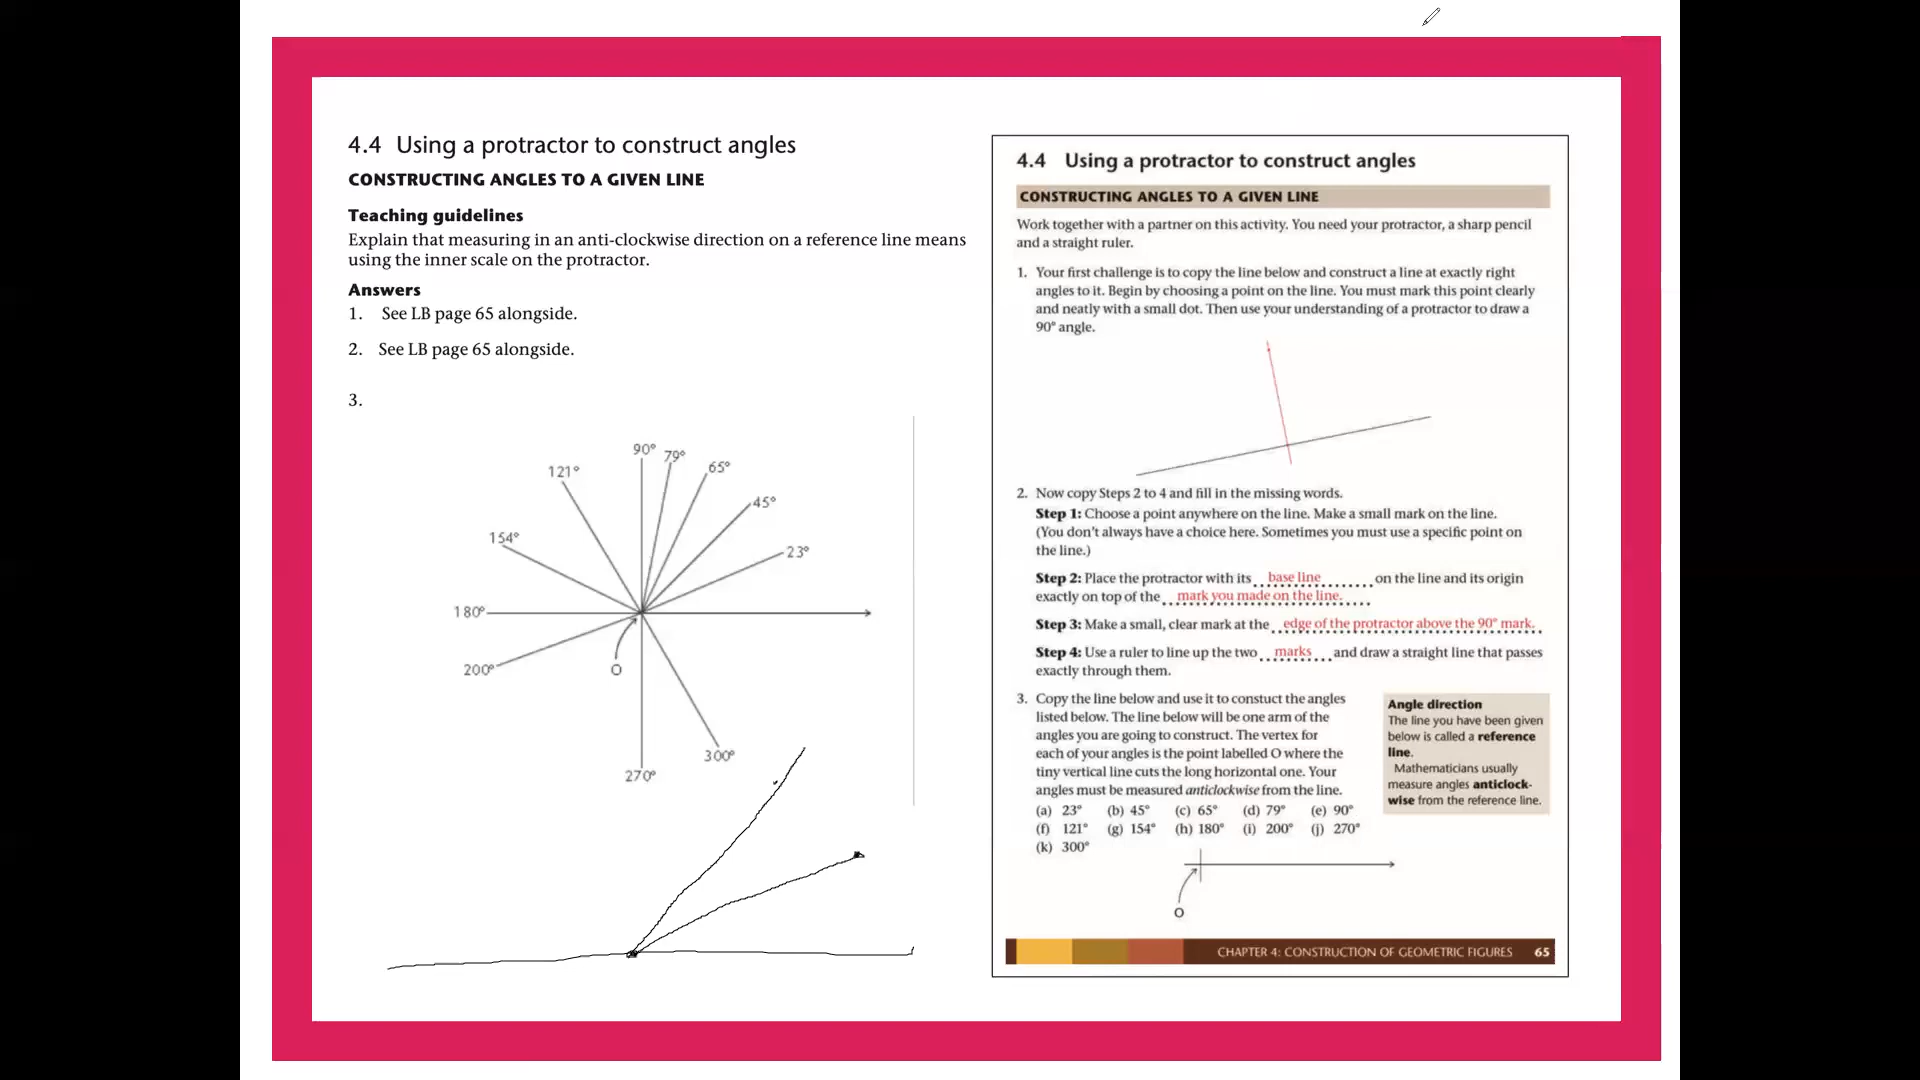 4.4 Using a protractor to construct angles
CONSTRUCTING ANGLES TO A GIVEN LINE
Teaching guidelines
Explain that measuring in an anti-clockwise direction on a reference line means
using the inner scale on the protractor.
Answers
1. See LB page 65 alongside.
2. See LB page 65 alongside.
3.
90°
79°
65°
121°
45°
154°
23°
180°
200°
O
300°
270°
4.4 Using a protractor to construct angles
CONSTRUCTING ANGLES TO A GIVEN LINE
Work together with a partner on this activity. You need your protractor, a sharp pencil
and a straight ruler.
1. Your first challenge is to copy the line below and construct a line at exactly right
angles to it. Begin by choosing a point on the line. You must mark this point clearly
and neatly with a small dot. Then use your understanding of a protractor to draw a
90° angle.
2. Now copy Steps 2 to 4 and fill in the missing words.
Step 1: Choose a point anywhere on the line. Make a small mark on the line.
(You don't always have a choice here. Sometimes you must use a specific point on
the line.)
Step 2: Place the protractor with its base line on the line and its origin
exactly on top of the mark you made on the line.
Step 3: Make a small, clear mark at the edge of the protractor above the 90° mark.
Step 4: Use a ruler to line up the two marks and draw a straight line that passes
exactly through them.
3. Copy the line below and use it to constuct the angles
listed below. The line below will be one arm of the
angles you are going to construct. The vertex for
each of your angles is the point labelled O where the
tiny vertical line cuts the long horizontal one. Your
angles must be measured anticlockwise from the line.
(a) 23° (b) 45° (c) 65° (d) 79° (e) 90°
(f) 121° (g) 154° (h) 180° (i) 200° (j) 270°
(k) 300°
Angle direction
The line you have been given
below is called a reference
line.
Mathematicians usually
measure angles anticlock-
wise from the reference line.
O
CHAPTER 4: CONSTRUCTION OF GEOMETRIC FIGURES 65